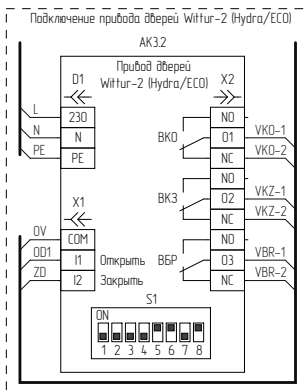 Подключение привода дверей Wittur-2 (Hydra/ECO)
AK3.2
Привод дверей
Wittur-2 (Hydra/ECO)
D1
X2
L
230
N
N
PE
PE
ВКО
NO
O1
VKO-1
NC
VKO-2
ВКЗ
NO
O2
VKZ-1
NC
VKZ-2
X1
0V
COM
OD1
I1
Открыть
ZD
I2
Закрыть
ВБР
NO
O3
VBR-1
NC
VBR-2
S1
ON
1 2 3 4 5 6 7 8